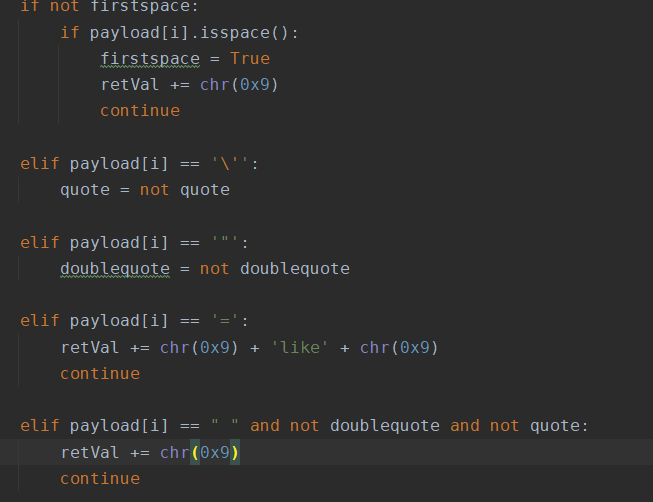 if not firstspace:
if payload[i].isspace():
firstspace = True
retVal += chr(0x9)
continue
elif payload[i] == '\'':
quote = not quote
elif payload[i] == '"':
doublequote = not doublequote
elif payload[i] == '=':
retVal += chr(0x9) + 'like' + chr(0x9)
continue
elif payload[i] == " " and not doublequote and not quote:
retVal += chr(0x9)
continue